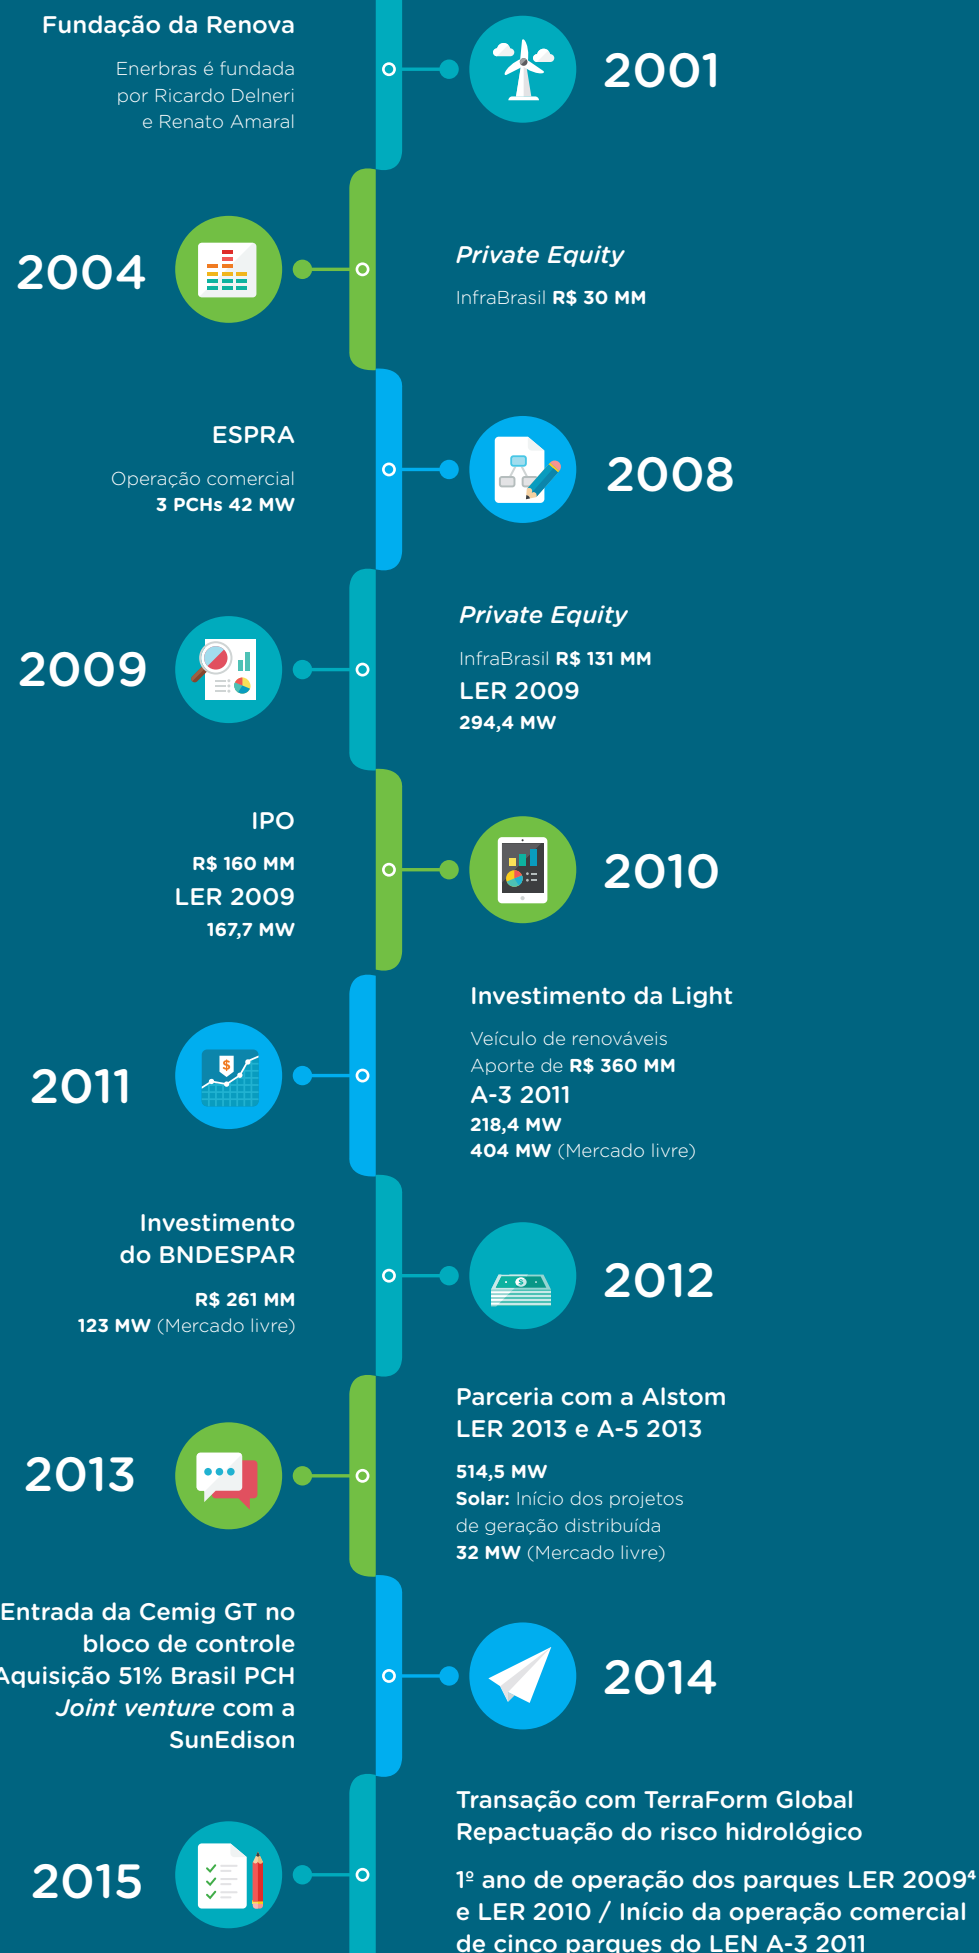 Fundação da Renova
Enerbras é fundada
por Ricardo Delneri
e Renato Amaral
2001
2004
Private Equity
InfraBrasil R$ 30 MM
ESPRA
Operação comercial
3 PCHs 42 MW
2008
2009
Private Equity
InfraBrasil R$ 131 MM
LER 2009
294,4 MW
IPO
R$ 160 MM
LER 2009
167,7 MW
2010
2011
$
Investimento da Light
Veículo de renováveis
Aporte de R$ 360 MM
A-3 2011
218,4 MW
404 MW (Mercado livre)
Investimento
do BNDESPAR
R$ 261 MM
123 MW (Mercado livre)
$
2012
2013
Parceria com a Alstom
LER 2013 e A-5 2013
514,5 MW
Solar: Início dos projetos
de geração distribuída
32 MW (Mercado livre)
Entrada da Cemig GT no
bloco de controle
Aquisição 51% Brasil PCH
Joint venture com a
SunEdison
2014
2015
Transação com TerraForm Global
Repactuação do risco hidrológico
1º ano de operação dos parques LER 2009⁴
e LER 2010 / Início da operação comercial
de cinco parques do LEN A-3 2011